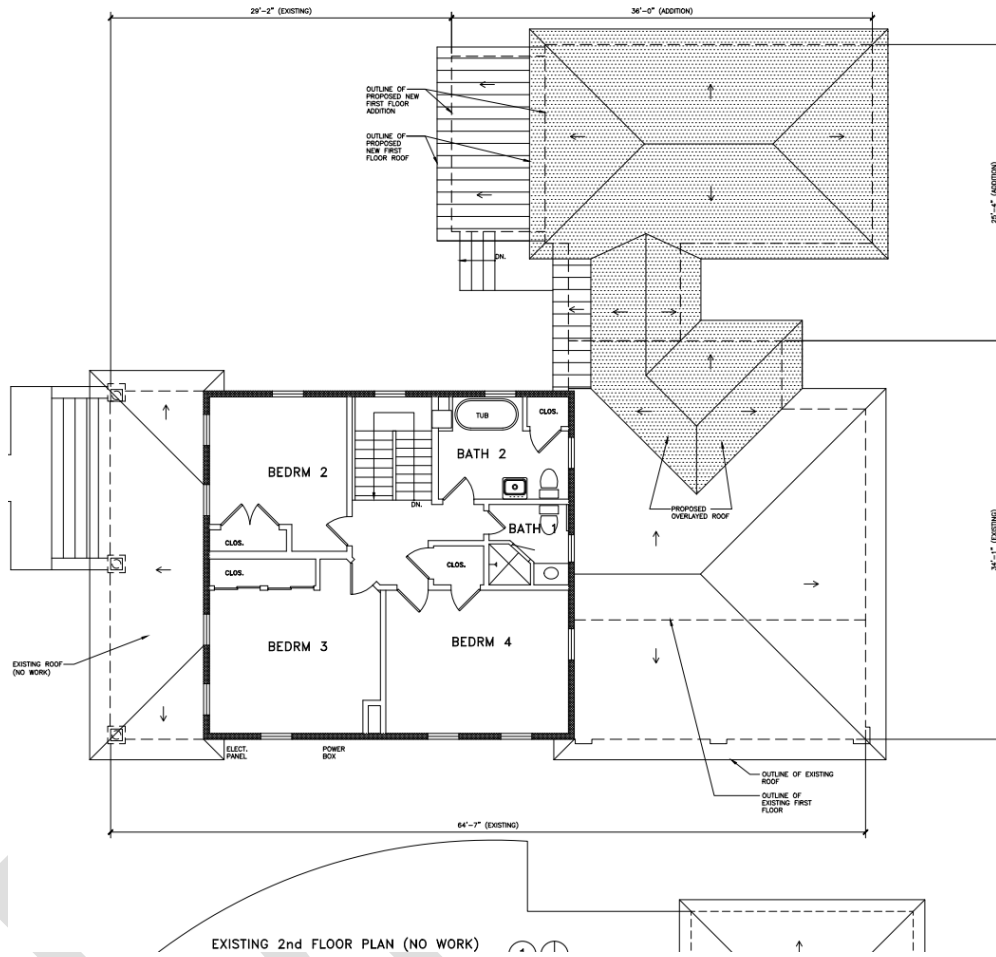 29'-2" (EXISTING)
36'-0" (ADDITION)
OUTLINE OF
PROPOSED NEW
FIRST FLOOR
ADDITION
OUTLINE OF
PROPOSED
NEW FIRST
FLOOR ROOF
25'-4" (ADDITION)
DN.
TUB
CLOS.
BATH 2
BEDRM 2
DN.
PROPOSED
OVERLAYED ROOF
BATH 1
34'-1" (EXISTING)
CLOS.
CLOS.
CLOS.
BEDRM 3
BEDRM 4
EXISTING ROOF
(NO WORK)
ELECT.
PANEL
POWER
BOX
OUTLINE OF EXISTING
ROOF
OUTLINE OF
EXISTING FIRST
FLOOR
64'-7" (EXISTING)
EXISTING 2nd FLOOR PLAN (NO WORK)